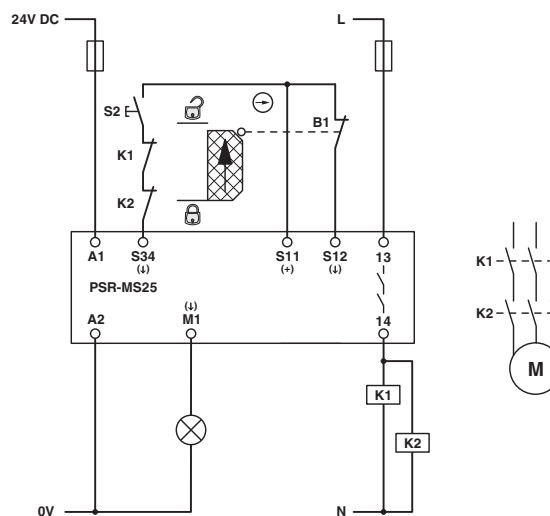 24V DC
L
S2
B1
K1
K2
A1
S34
(↓)
S11
(+)
S12
(↓)
13
PSR-MS25
A2
(↓)
M1
14
K1
K2
0V
N
K1
K2
M